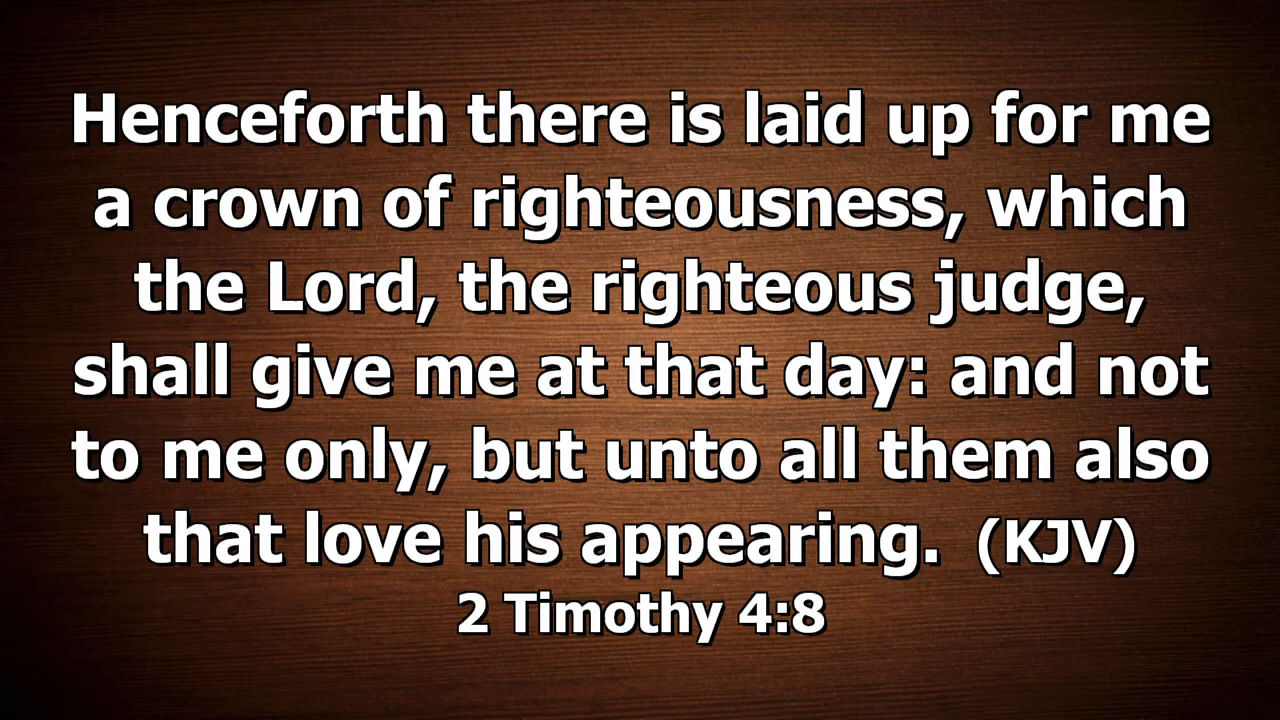 Henceforth there is laid up for me
a crown of righteousness, which
the Lord, the righteous judge,
shall give me at that day: and not
to me only, but unto all them also
that love his appearing. (KJV)
2 Timothy 4:8